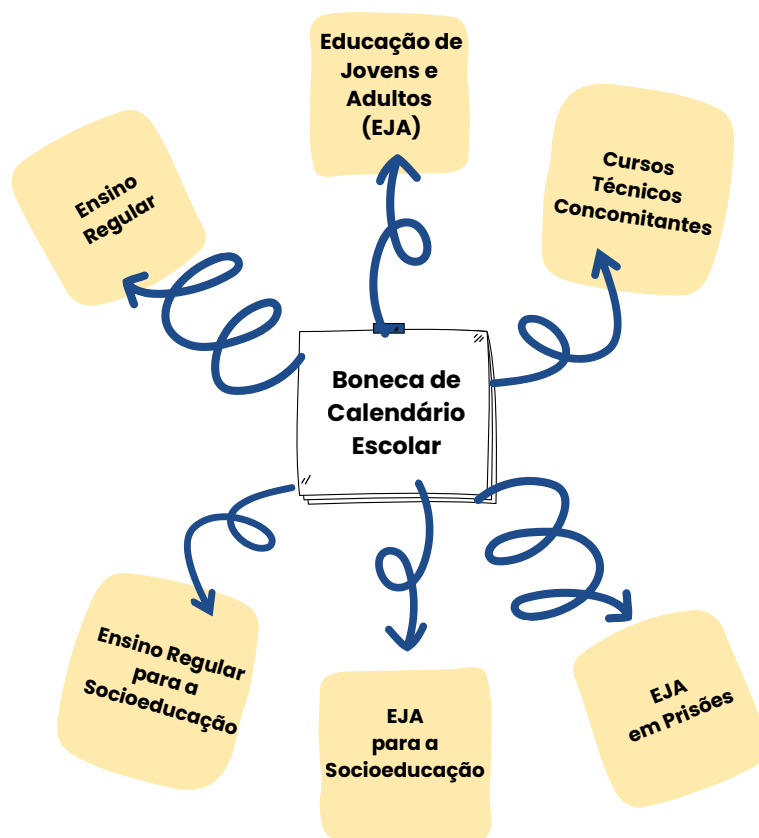 Educação de
Jovens e
Adultos
(EJA)
Cursos
Técnicos
Concomitantes
Ensino
Regular
Boneca de
Calendário
Escolar
Ensino Regular
para a
Socioeducação
EJA
para a
Socioeducação
EJA
em Prisões